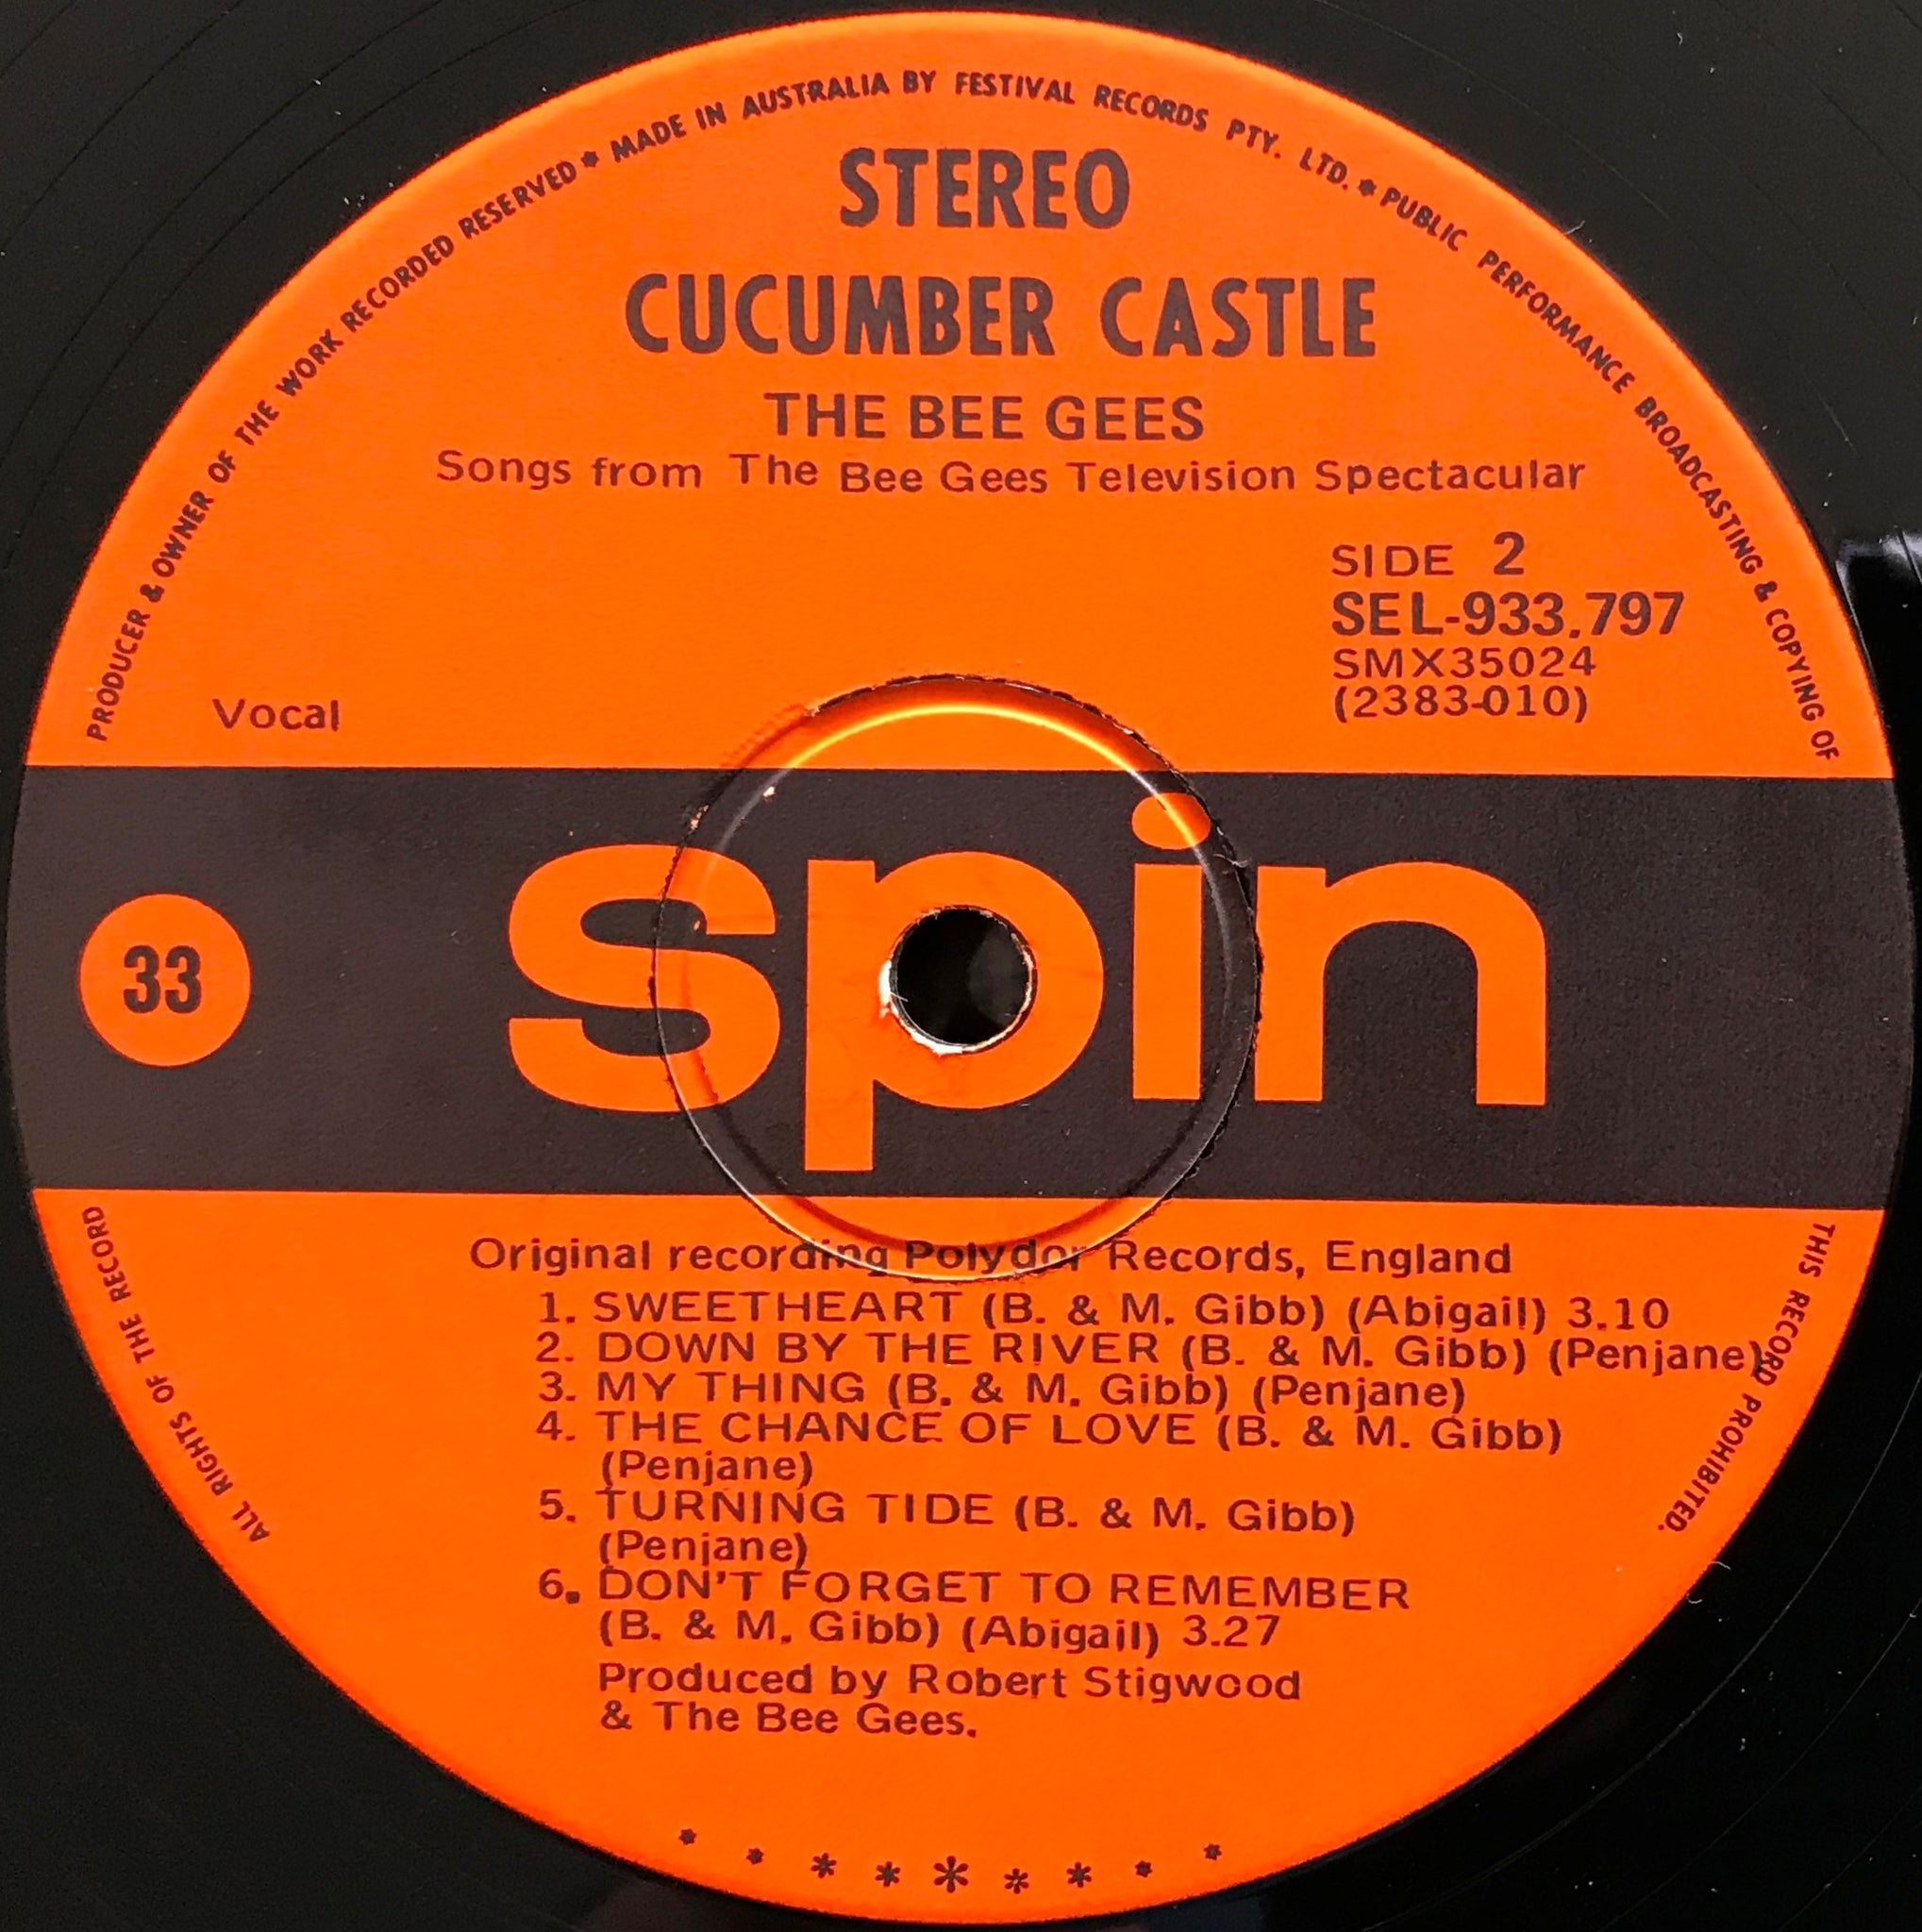 ALL RIGHTS OF THE RECORD PRODUCER & OWNER OF THE WORK RECORDED RESERVED * MADE IN AUSTRALIA BY FESTIVAL RECORDS PTY. LTD. * PUBLIC PERFORMANCE BROADCASTING & COPYING OF THIS RECORD PROHIBITED.
STEREO
CUCUMBER CASTLE
THE BEE GEES
Songs from The Bee Gees Television Spectacular
SIDE 2
SEL-933.797
SMX35024
(2383-010)
Vocal
33
spin
Original recording Polydor Records, England
1. SWEETHEART (B. & M. Gibb) (Abigail) 3.10
2. DOWN BY THE RIVER (B. & M. Gibb) (Penjane)
3. MY THING (B. & M. Gibb) (Penjane)
4. THE CHANCE OF LOVE (B. & M. Gibb)
(Penjane)
5. TURNING TIDE (B. & M. Gibb)
(Penjane)
6. DON'T FORGET TO REMEMBER
(B. & M. Gibb) (Abigail) 3.27
Produced by Robert Stigwood
& The Bee Gees.
* * * * * * * * *